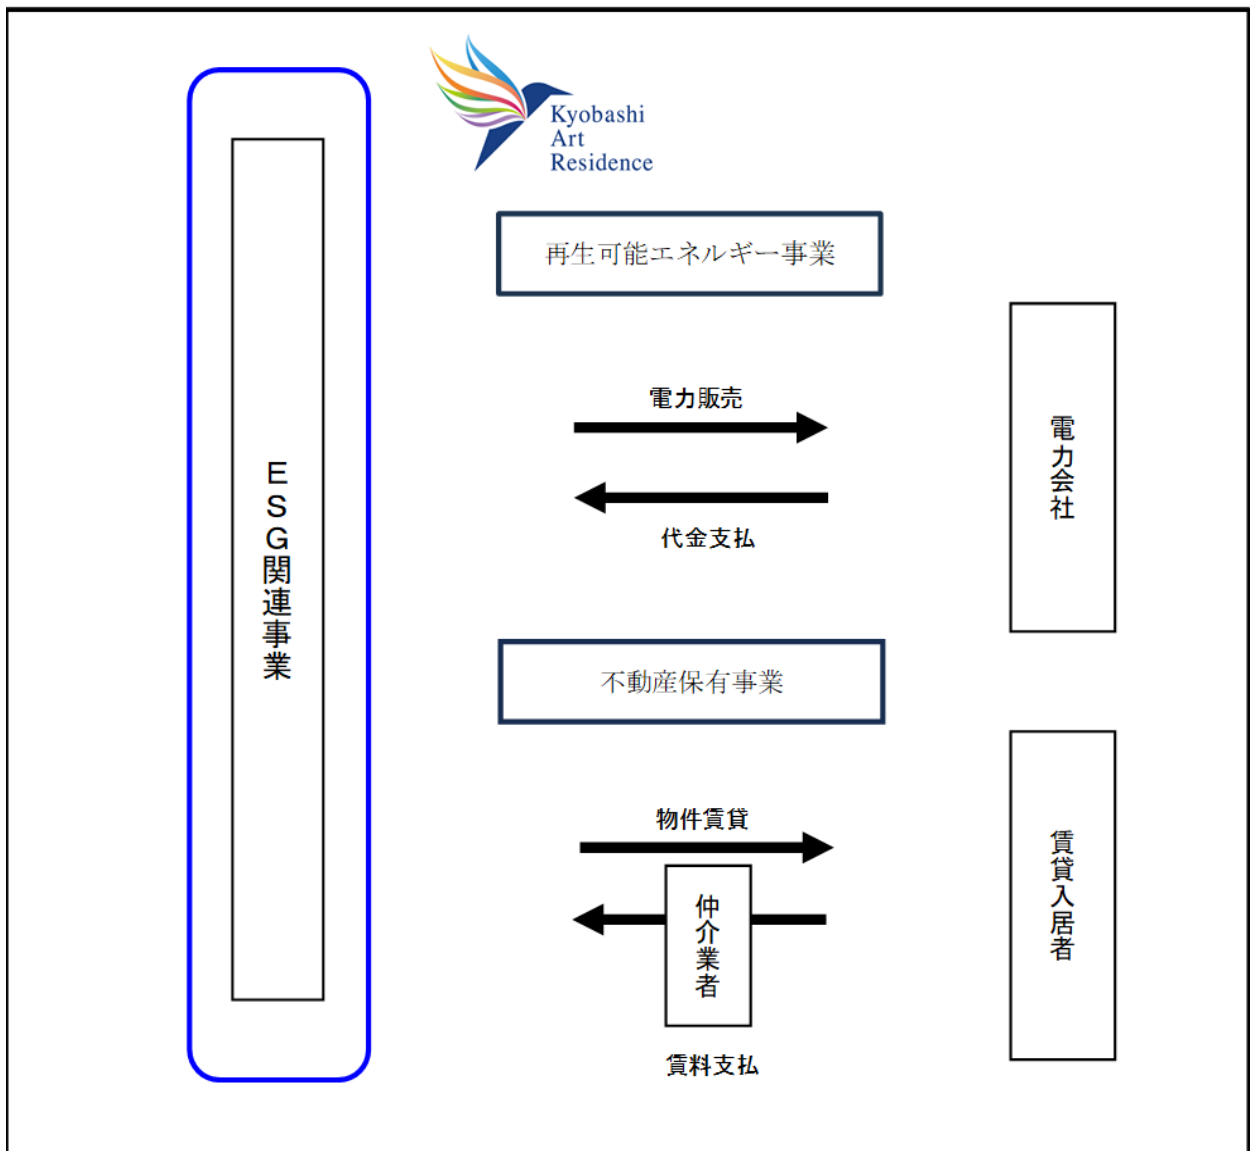 Kyobashi
Art
Residence
ESG関連事業
再生可能エネルギー事業
電力販売
代金支払
電力会社
不動産保有事業
物件賃貸
仲介業者
賃料支払
賃貸入居者